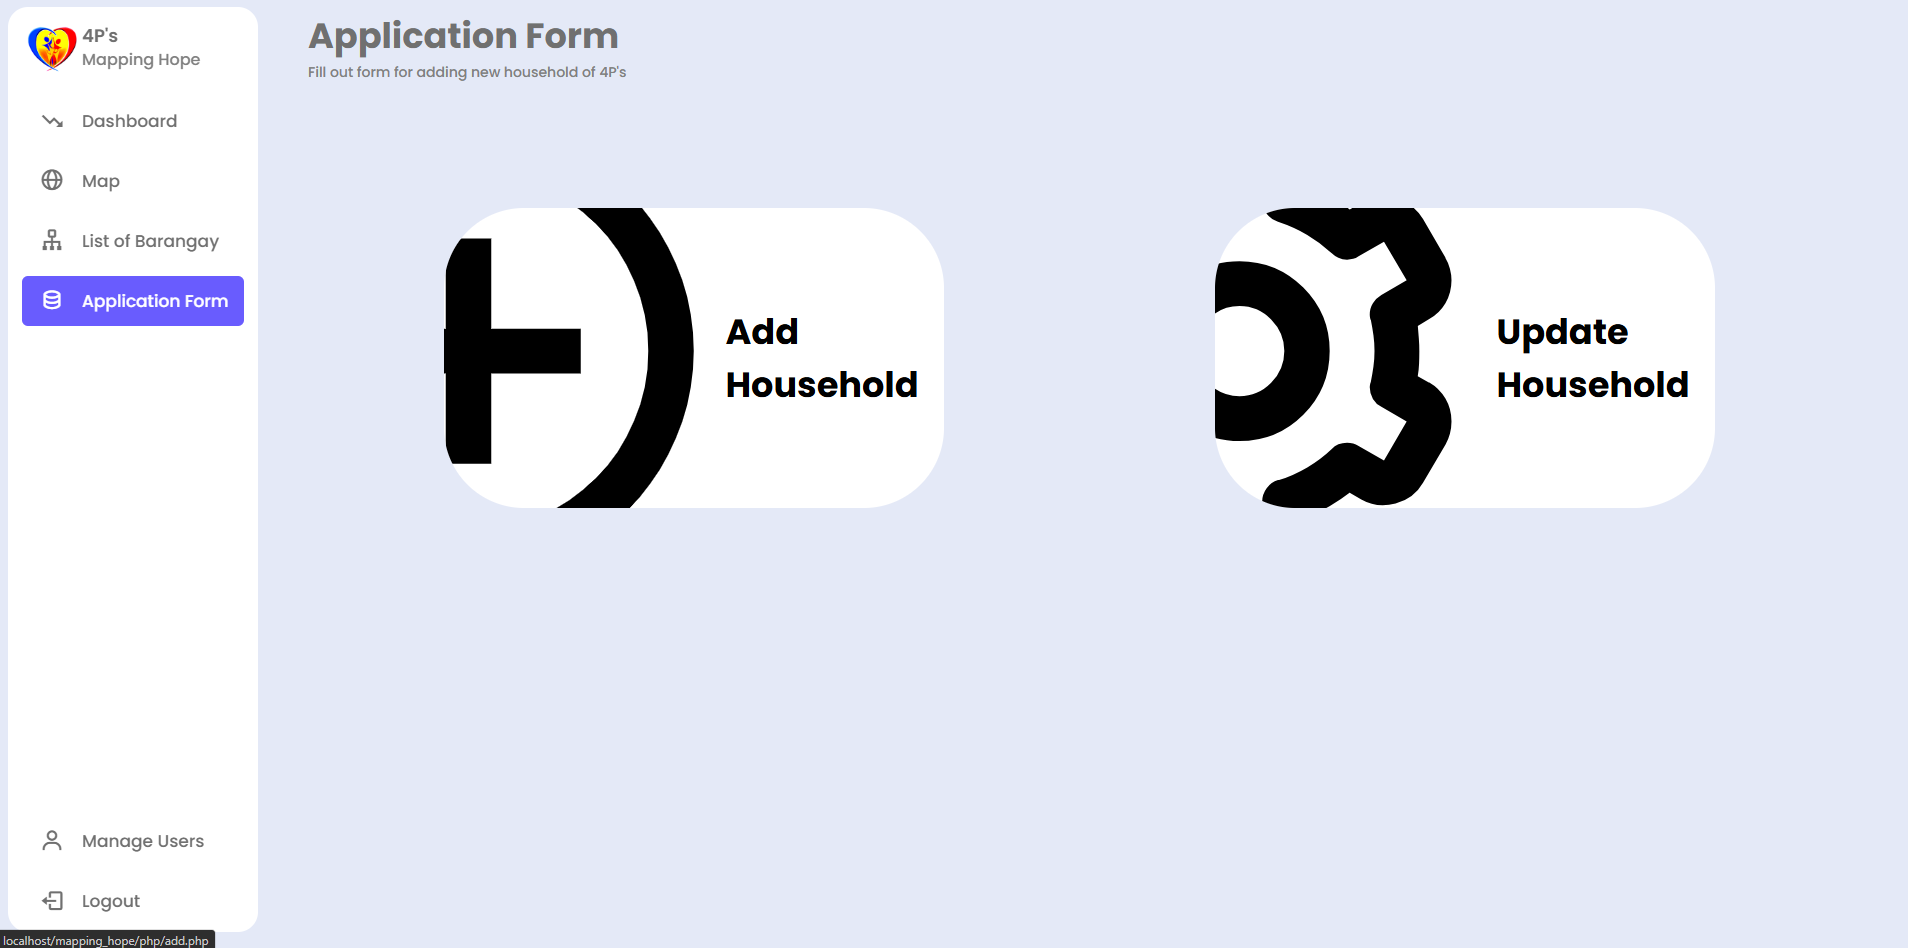 4P's
Mapping Hope
Dashboard
Map
List of Barangay
Application Form
Manage Users
Logout
Application Form
Fill out form for adding new household of 4P's
Add
Household
Update
Household
localhost/mapping_hope/php/add.php